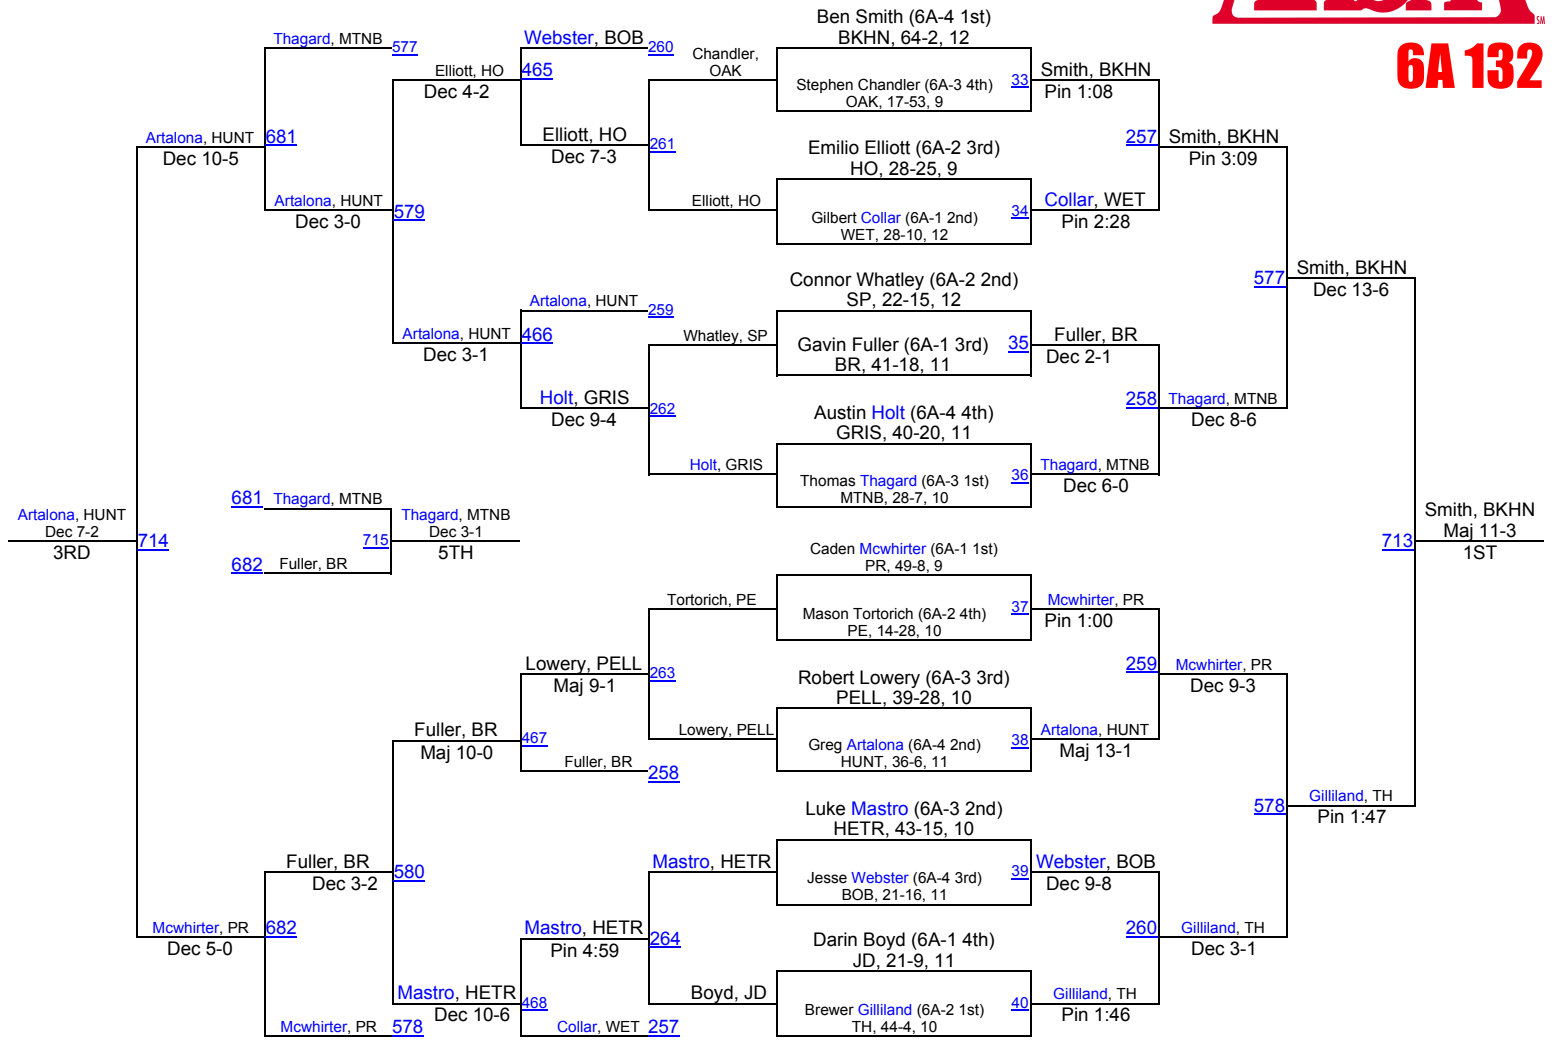 6A 132
SM
Ben Smith (6A-4 1st)
BKHN, 64-2, 12
Stephen Chandler (6A-3 4th)
OAK, 17-53, 9
33
Emilio Elliott (6A-2 3rd)
HO, 28-25, 9
Gilbert Collar (6A-1 2nd)
WET, 28-10, 12
34
Connor Whatley (6A-2 2nd)
SP, 22-15, 12
Gavin Fuller (6A-1 3rd)
BR, 41-18, 11
35
Austin Holt (6A-4 4th)
GRIS, 40-20, 11
Thomas Thagard (6A-3 1st)
MTNB, 28-7, 10
36
Caden Mcwhirter (6A-1 1st)
PR, 49-8, 9
Mason Tortorich (6A-2 4th)
PE, 14-28, 10
37
Robert Lowery (6A-3 3rd)
PELL, 39-28, 10
Greg Artalona (6A-4 2nd)
HUNT, 36-6, 11
38
Luke Mastro (6A-3 2nd)
HETR, 43-15, 10
Jesse Webster (6A-4 3rd)
BOB, 21-16, 11
39
Darin Boyd (6A-1 4th)
JD, 21-9, 11
Brewer Gilliland (6A-2 1st)
TH, 44-4, 10
40
Smith, BKHN
Pin 1:08
257
Collar, WET
Pin 2:28
Fuller, BR
Dec 2-1
258
Thagard, MTNB
Dec 6-0
Mcwhirter, PR
Pin 1:00
259
Artalona, HUNT
Maj 13-1
Webster, BOB
Dec 9-8
260
Gilliland, TH
Pin 1:46
Smith, BKHN
Pin 3:09
577
Thagard, MTNB
Dec 8-6
Mcwhirter, PR
Dec 9-3
578
Gilliland, TH
Dec 3-1
Smith, BKHN
Dec 13-6
713
Gilliland, TH
Pin 1:47
Smith, BKHN
Maj 11-3
1ST
Chandler,
OAK
261
Elliott, HO
Whatley, SP
262
Holt, GRIS
Tortorich, PE
263
Lowery, PELL
Mastro, HETR
264
Boyd, JD
Webster, BOB
260
465
Elliott, HO
Dec 7-3
Artalona, HUNT
259
466
Holt, GRIS
Dec 9-4
Lowery, PELL
Maj 9-1
467
Fuller, BR
258
Mastro, HETR
Pin 4:59
468
Collar, WET
257
Elliott, HO
Dec 4-2
579
Artalona, HUNT
Dec 3-1
Fuller, BR
Maj 10-0
580
Mastro, HETR
Dec 10-6
Thagard, MTNB
577
681
Artalona, HUNT
Dec 3-0
Fuller, BR
Dec 3-2
682
Mcwhirter, PR
578
Artalona, HUNT
Dec 10-5
714
Mcwhirter, PR
Dec 5-0
Artalona, HUNT
Dec 7-2
3RD
681
Thagard, MTNB
715
682
Fuller, BR
Thagard, MTNB
Dec 3-1
5TH